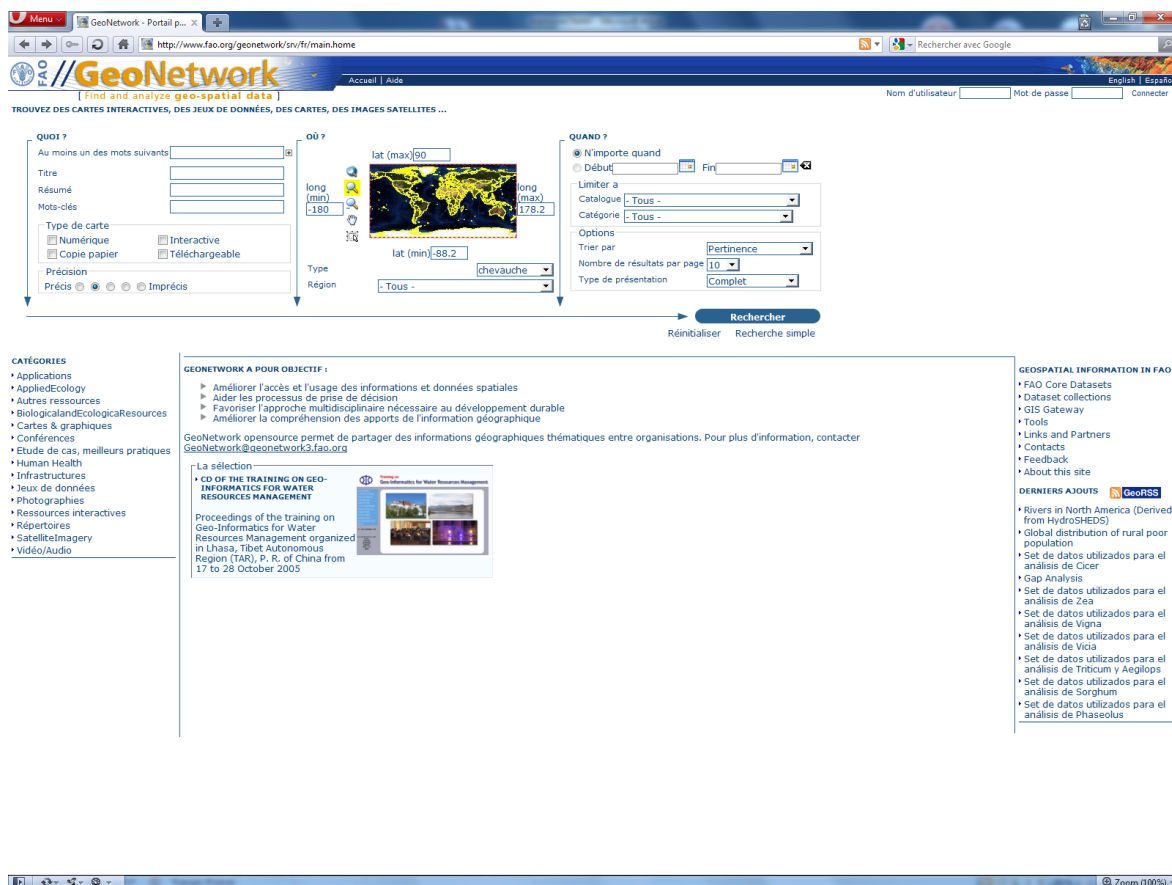 Menu
GeoNetwork - Portail p...
http://www.fao.org/geonetwork/srv/fr/main.home
Rechercher avec Google
FAO
//GeoNetwork
[ Find and analyze geo-spatial data ]
Accueil | Aide
English | Españo
Nom d'utilisateur
Mot de passe
Connecter
TROUVEZ DES CARTES INTERACTIVES, DES JEUX DE DONNÉES, DES CARTES, DES IMAGES SATELLITES ...
QUOI ?
Au moins un des mots suivants
Titre
Résumé
Mots-clés
Type de carte
Numérique
Interactive
Copie papier
Téléchargeable
Précision
Précis
Imprécis
OÙ ?
lat (max) 90
long (min) -180
long (max) 178.2
lat (min) -88.2
Type
chevauche
Région
- Tous -
QUAND ?
N'importe quand
Début
Fin
Limiter a
Catalogue - Tous -
Catégorie - Tous -
Options
Trier par Pertinence
Nombre de résultats par page 10
Type de présentation Complet
Rechercher
Réinitialiser
Recherche simple
CATÉGORIES
Applications
AppliedEcology
Autres ressources
BiologicalandEcologicaResources
Cartes & graphiques
Conférences
Etude de cas, meilleurs pratiques
Human Health
Infrastructures
Jeux de données
Photographies
Ressources interactives
Répertoires
SatelliteImagery
Vidéo/Audio
GEONETWORK A POUR OBJECTIF :
Améliorer l'accès et l'usage des informations et données spatiales
Aider les processus de prise de décision
Favoriser l'approche multidisciplinaire nécessaire au développement durable
Améliorer la compréhension des apports de l'information géographique
GeoNetwork opensource permet de partager des informations géographiques thématiques entre organisations. Pour plus d'information, contacter
GeoNetwork@geonetwork3.fao.org
La sélection
CD OF THE TRAINING ON GEO-
INFORMATICS FOR WATER
RESOURCES MANAGEMENT
Proceedings of the training on
Geo-Informatics for Water
Resources Management organized
in Lhasa, Tibet Autonomous
Region (TAR), P. R. of China from
17 to 28 October 2005
Training on
Geo-Informatics for Water Resources Management
GEOSPATIAL INFORMATION IN FAO
FAO Core Datasets
Dataset collections
GIS Gateway
Tools
Links and Partners
Contacts
Feedback
About this site
DERNIERS AJOUTS
GeoRSS
Rivers in North America (Derived
from HydroSHEDS)
Global distribution of rural poor
population
Set de datos utilizados para el
análisis de Cicer
Gap Analysis
Set de datos utilizados para el
análisis de Zea
Set de datos utilizados para el
análisis de Vigna
Set de datos utilizados para el
análisis de Vicia
Set de datos utilizados para el
análisis de Triticum y Aegilops
Set de datos utilizados para el
análisis de Sorghum
Set de datos utilizados para el
análisis de Phaseolus
Zoom (100%)